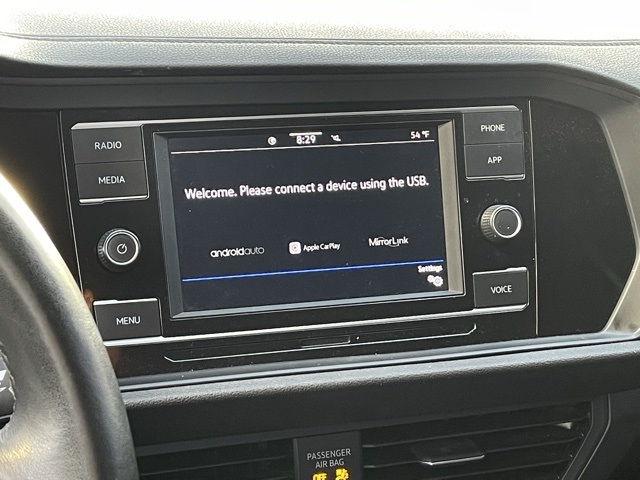 8:29
54 °F
RADIO
MEDIA
PHONE
APP
Welcome. Please connect a device using the USB.
androidauto
Apple CarPlay
MirrorLink
Settings
MENU
VOICE
PASSENGER
AIR BAG
OFF